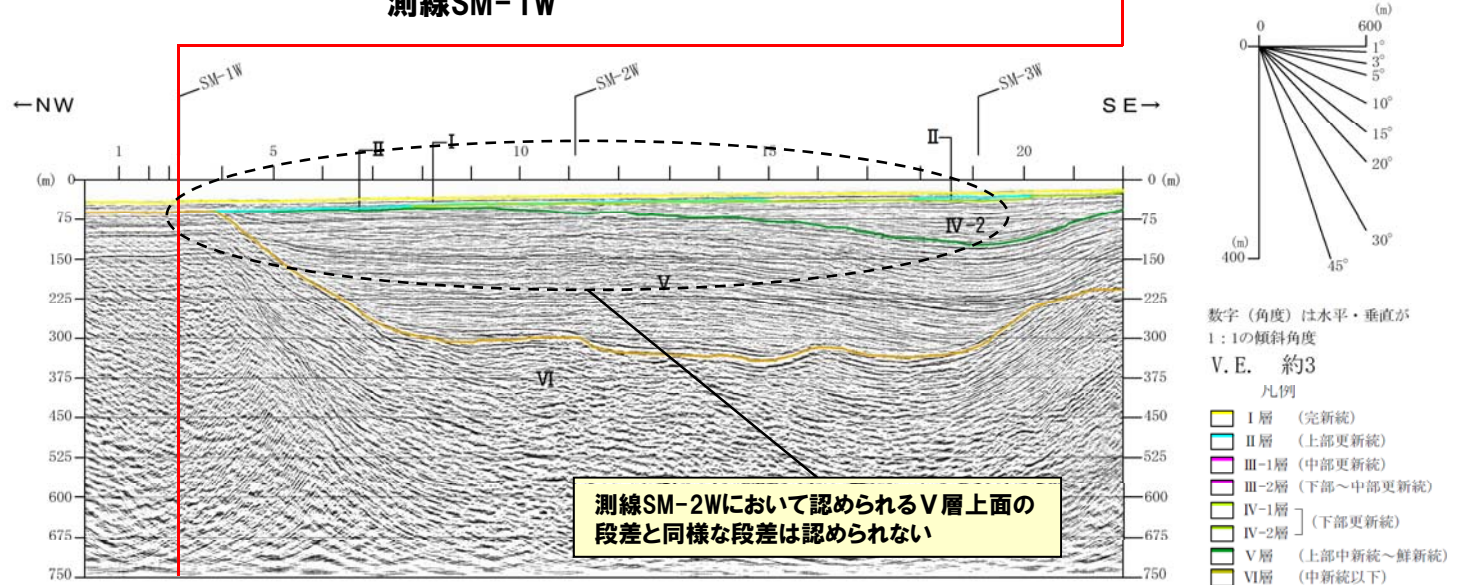 測線SM-1W
←NW
SM-1W
SM-2W
SM-3W
SE→
Ⅱ
Ⅰ
Ⅱ
1
5
10
15
20
(m)
0
0 (m)
75
75
150
150
225
225
300
300
375
375
450
450
525
525
600
600
675
675
750
750
Ⅳ-2
Ⅴ
Ⅵ
測線SM-2Wにおいて認められるⅤ層上面の
段差と同様な段差は認められない
(m)
0
600
0
1°
3°
5°
10°
15°
20°
30°
45°
(m)
400
数字（角度）は水平・垂直が
1：1の傾斜角度
V.E. 約3
凡例
Ⅰ層 （完新統）
Ⅱ層 （上部更新統）
Ⅲ-1層 （中部更新統）
Ⅲ-2層 （下部～中部更新統）
Ⅳ-1層
（下部更新統）
Ⅳ-2層
Ⅴ層 （上部中新統～鮮新統）
Ⅵ層 （中新統以下）